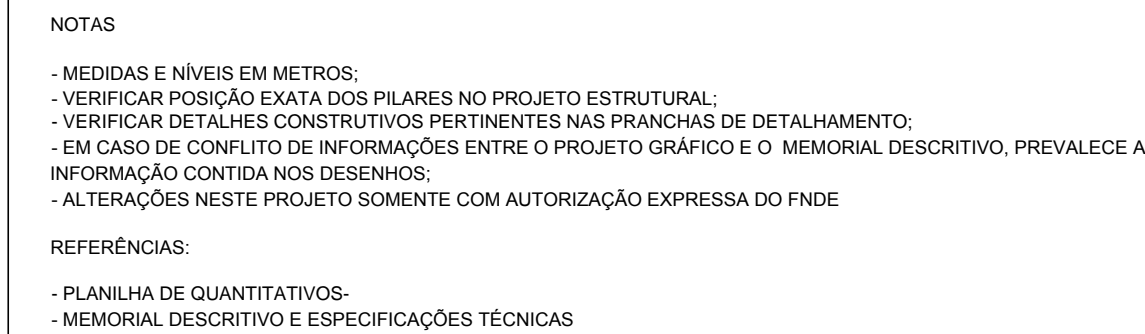 NOTAS
- MEDIDAS E NÍVEIS EM METROS;
- VERIFICAR POSIÇÃO EXATA DOS PILARES NO PROJETO ESTRUTURAL;
- VERIFICAR DETALHES CONSTRUTIVOS PERTINENTES NAS PRANCHAS DE DETALHAMENTO;
- EM CASO DE CONFLITO DE INFORMAÇÕES ENTRE O PROJETO GRÁFICO E O  MEMORIAL DESCRITIVO, PREVALECE A
INFORMAÇÃO CONTIDA NOS DESENHOS;
- ALTERAÇÕES NESTE PROJETO SOMENTE COM AUTORIZAÇÃO EXPRESSA DO FNDE
REFERÊNCIAS:
- PLANILHA DE QUANTITATIVOS-
- MEMORIAL DESCRITIVO E ESPECIFICAÇÕES TÉCNICAS